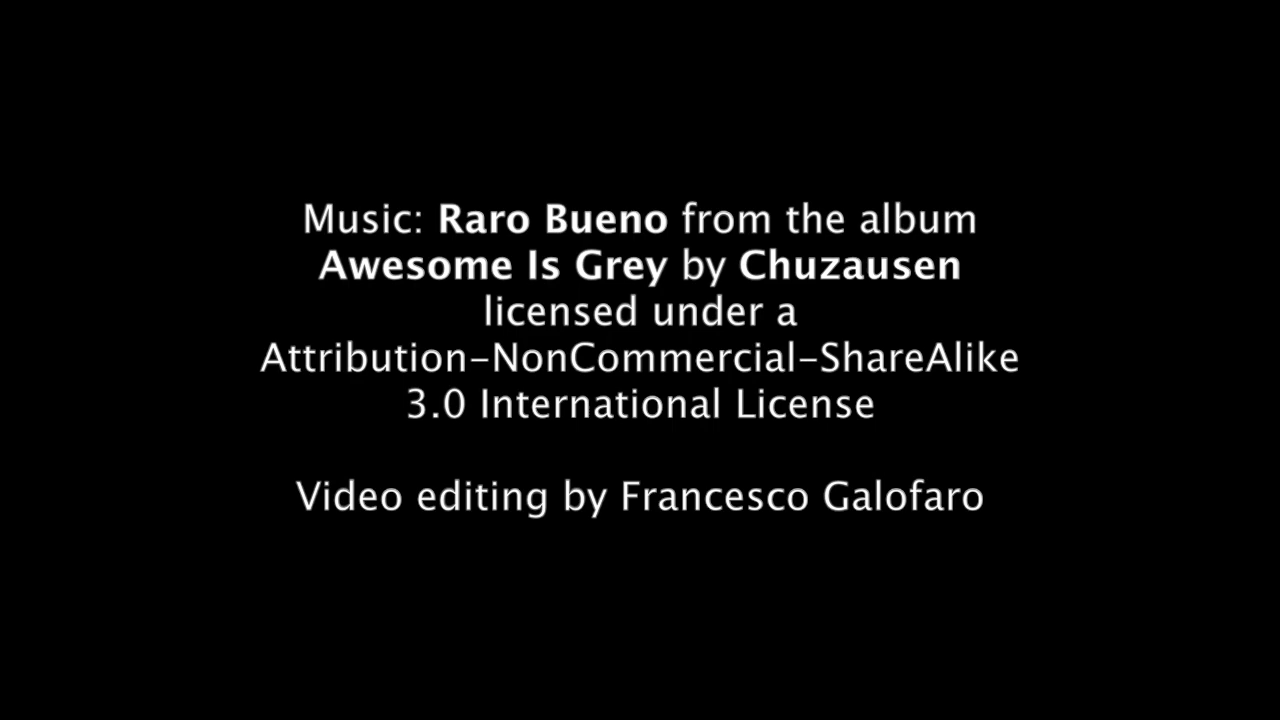 Music: Raro Bueno from the album
Awesome Is Grey by Chuzausen
licensed under a
Attribution-NonCommercial-ShareAlike
3.0 International License
Video editing by Francesco Galofaro